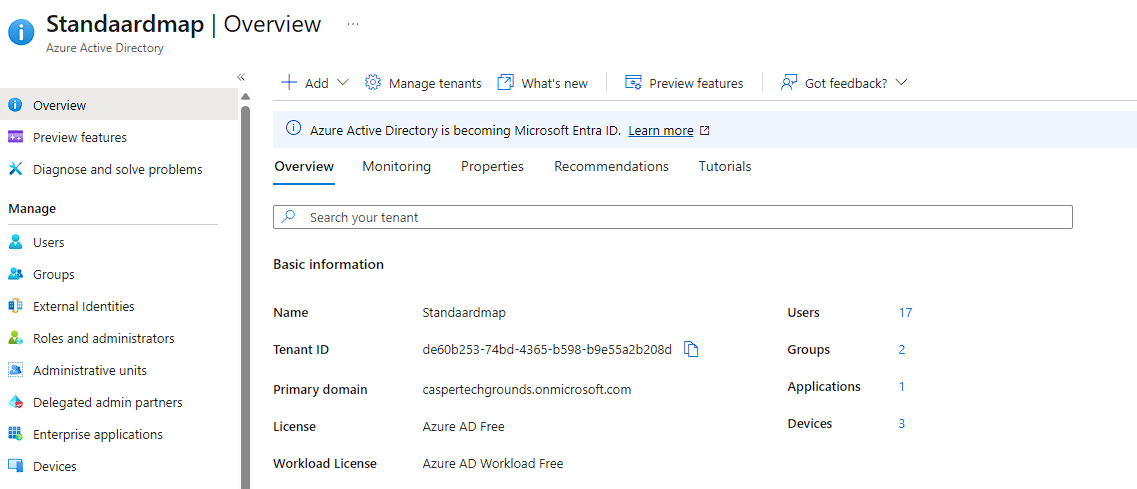 Standaardmap | Overview ...
Azure Active Directory
«
Overview
Preview features
Diagnose and solve problems
Manage
Users
Groups
External Identities
Roles and administrators
Administrative units
Delegated admin partners
Enterprise applications
Devices
Add Manage tenants What's new Preview features Got feedback?
Azure Active Directory is becoming Microsoft Entra ID. Learn more
Overview Monitoring Properties Recommendations Tutorials
Search your tenant
Basic information
Name Standaardmap Users 17
Tenant ID de60b253-74bd-4365-b598-b9e55a2b208d Groups 2
Primary domain caspertechgrounds.onmicrosoft.com Applications 1
License Azure AD Free Devices 3
Workload License Azure AD Workload Free